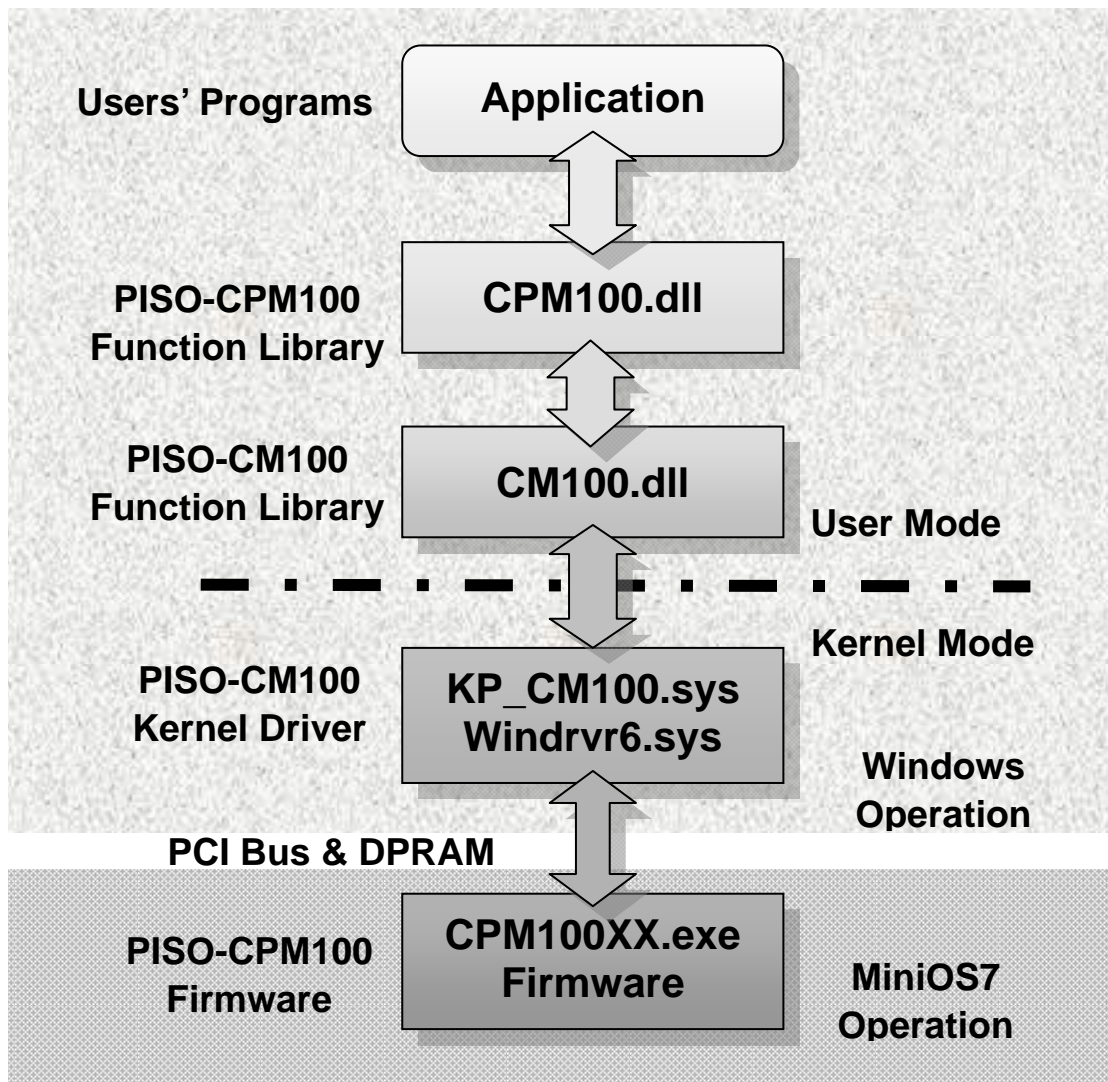 Users’ Programs
Application
PISO-CPM100
Function Library
CPM100.dll
PISO-CM100
Function Library
CM100.dll
User Mode
Kernel Mode
PISO-CM100
Kernel Driver
KP_CM100.sys
Windrvr6.sys
Windows
Operation
PCI Bus & DPRAM
PISO-CPM100
Firmware
CPM100XX.exe
Firmware
MiniOS7
Operation